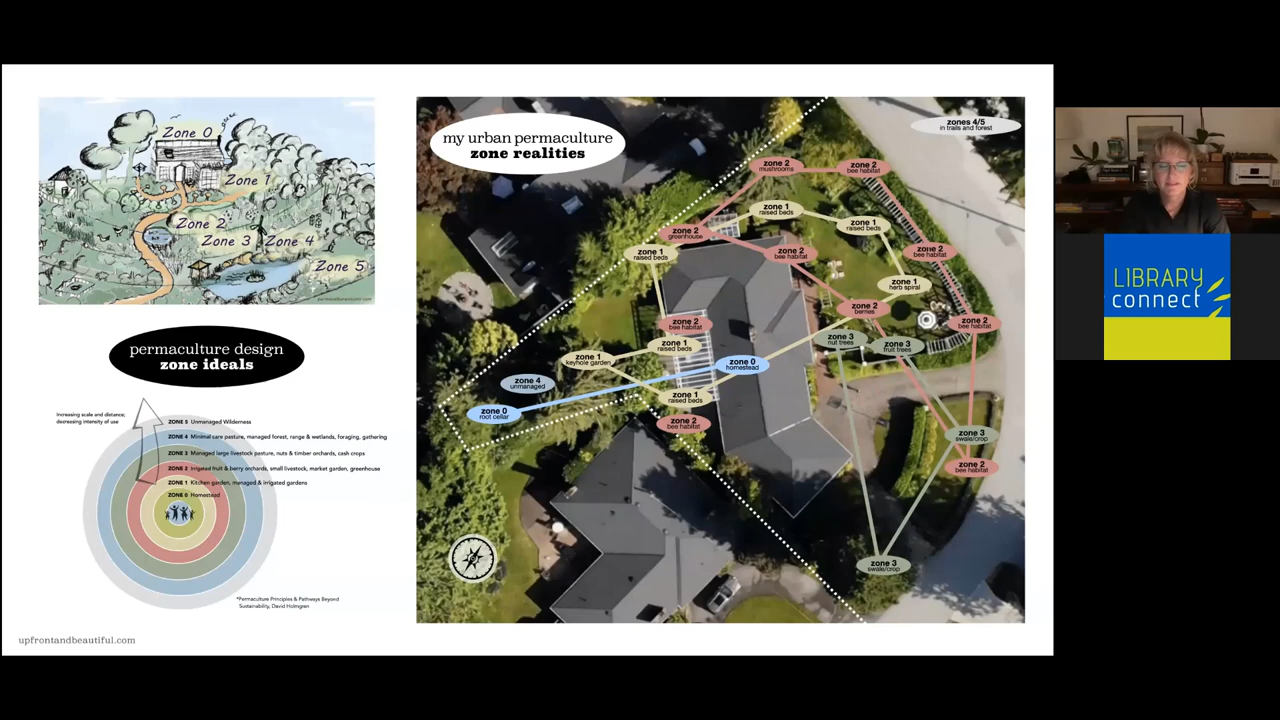 Zone 0
Zone 1
Zone 2
Zone 3
Zone 4
Zone 5
permaculture design
zone ideals
Increasing scale and distance;
decreasing intensity of use
ZONE 5 Unmanaged Wilderness
ZONE 4 Minimal care pasture, managed forest, range & wetlands, foraging, gathering
ZONE 3 Managed large livestock pasture, nuts & timber orchards, cash crops
ZONE 2 Irrigated fruit & berry orchards, small livestock, market garden, greenhouse
ZONE 1 Kitchen garden, managed & irrigated gardens
ZONE 0 Homestead
*Permaculture Principles & Pathways Beyond
Sustainability, David Holmgren
upfrontandbeautiful.com
my urban permaculture
zone realities
zones 4/5
in trails and forest
zone 2
mushrooms
zone 2
bee habitat
zone 1
raised beds
zone 1
raised beds
zone 2
greenhouse
zone 1
raised beds
zone 2
bee habitat
zone 2
bee habitat
zone 1
herb spiral
zone 2
berries
zone 2
bee habitat
zone 2
bee habitat
zone 3
nut trees
zone 3
fruit trees
zone 1
raised beds
zone 1
keyhole garden
zone 0
homestead
zone 4
unmanaged
zone 1
raised beds
zone 0
root cellar
zone 2
bee habitat
zone 3
swale/crop
zone 2
bee habitat
zone 3
swale/crop
LIBRARY
connect